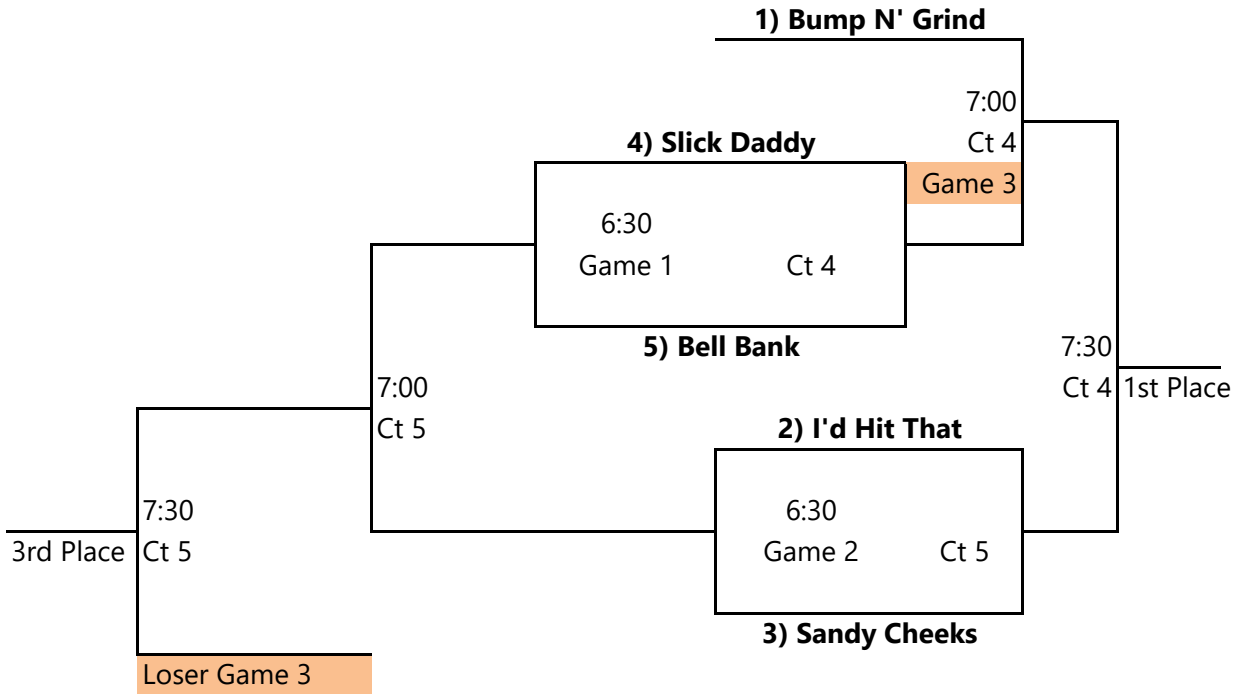 1) Bump N' Grind
7:00
Ct 4
Game 3
4) Slick Daddy
6:30
Game 1 Ct 4
5) Bell Bank
7:30
Ct 4 1st Place
7:00
Ct 5
2) I'd Hit That
6:30
Game 2 Ct 5
3) Sandy Cheeks
7:30
3rd Place Ct 5
Loser Game 3